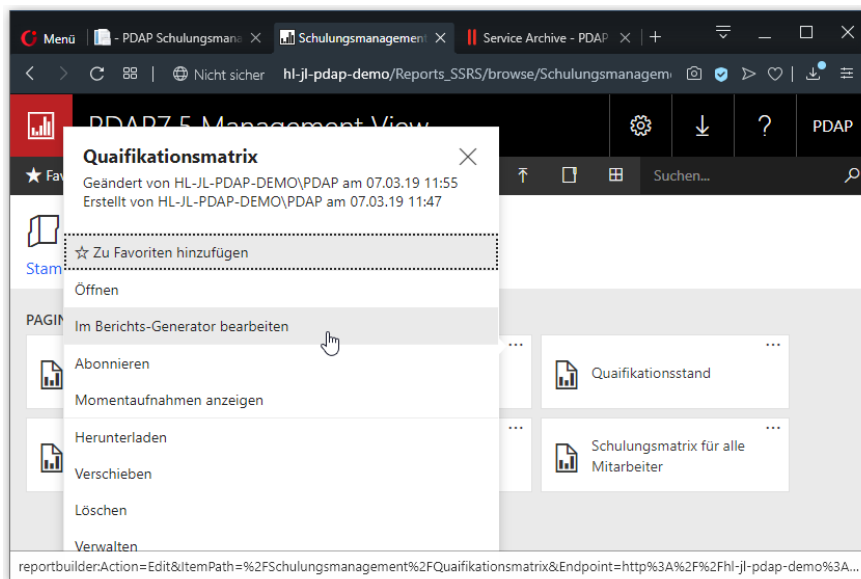 Menü
- PDAP Schulungsmana
Schulungsmanagement
Service Archive - PDAP
Nicht sicher hl-jl-pdap-demo/Reports_SSRS/browse/Schulungsmanagem
PDAP7.5 Management View
PDAP
Fav
Suchen...
Quaifikationsmatrix
Geändert von HL-JL-PDAP-DEMO\PDAP am 07.03.19 11:55
Erstellt von HL-JL-PDAP-DEMO\PDAP am 07.03.19 11:47
Stam
Zu Favoriten hinzufügen
Öffnen
PAGIN
Im Berichts-Generator bearbeiten
Abonnieren
Momentaufnahmen anzeigen
Herunterladen
Verschieben
Löschen
Verwalten
...
...
Quaifikationsstand
...
...
Schulungsmatrix für alle
Mitarbeiter
reportbuilder:Action=Edit&ItemPath=%2FSchulungsmanagement%2FQuaifikationsmatrix&Endpoint=http%3A%2F%2Fhl-jl-pdap-demo%3A...